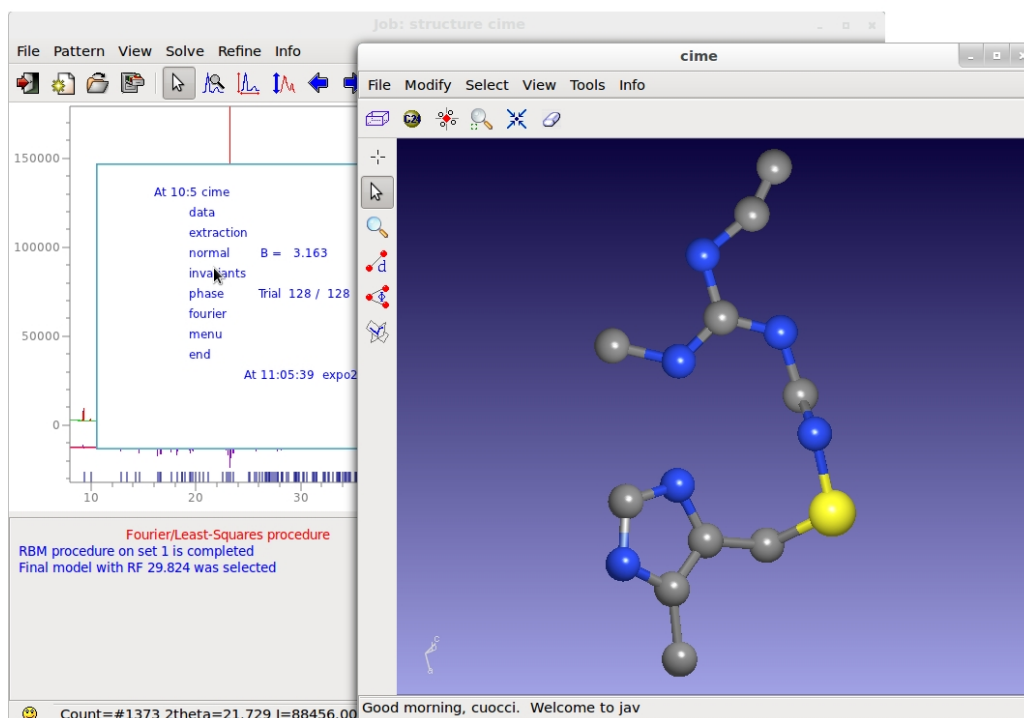 Job: structure cime
File Pattern View Solve Refine Info
cime
File Modify Select View Tools Info
C24
d
150000
100000
50000
0
10 20 30
At 10:5 cime
data
extraction
normal B = 3.163
invariants
phase Trial 128 / 128
fourier
menu
end
At 11:05:39 expo2
Fourier/Least-Squares procedure
RBM procedure on set 1 is completed
Final model with RF 29.824 was selected
Count=#1373 2theta=21.729 I=88456.00
Good morning, cuocci. Welcome to jav